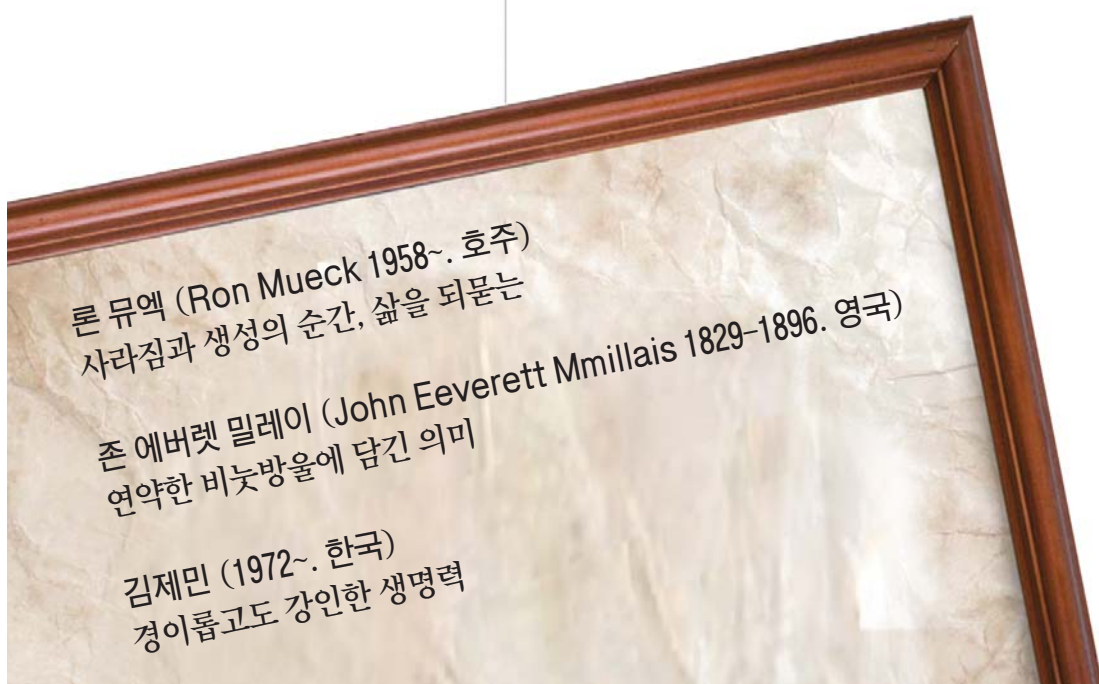 론 뮤엑 (Ron Mueck 1958~. 호주)
사라짐과 생성의 순간, 삶을 되묻는
존 에버렛 밀레이 (John Eeverett Mmillais 1829-1896. 영국)
연약한 비눗방울에 담긴 의미
김제민 (1972~. 한국)
경이롭고도 강인한 생명력